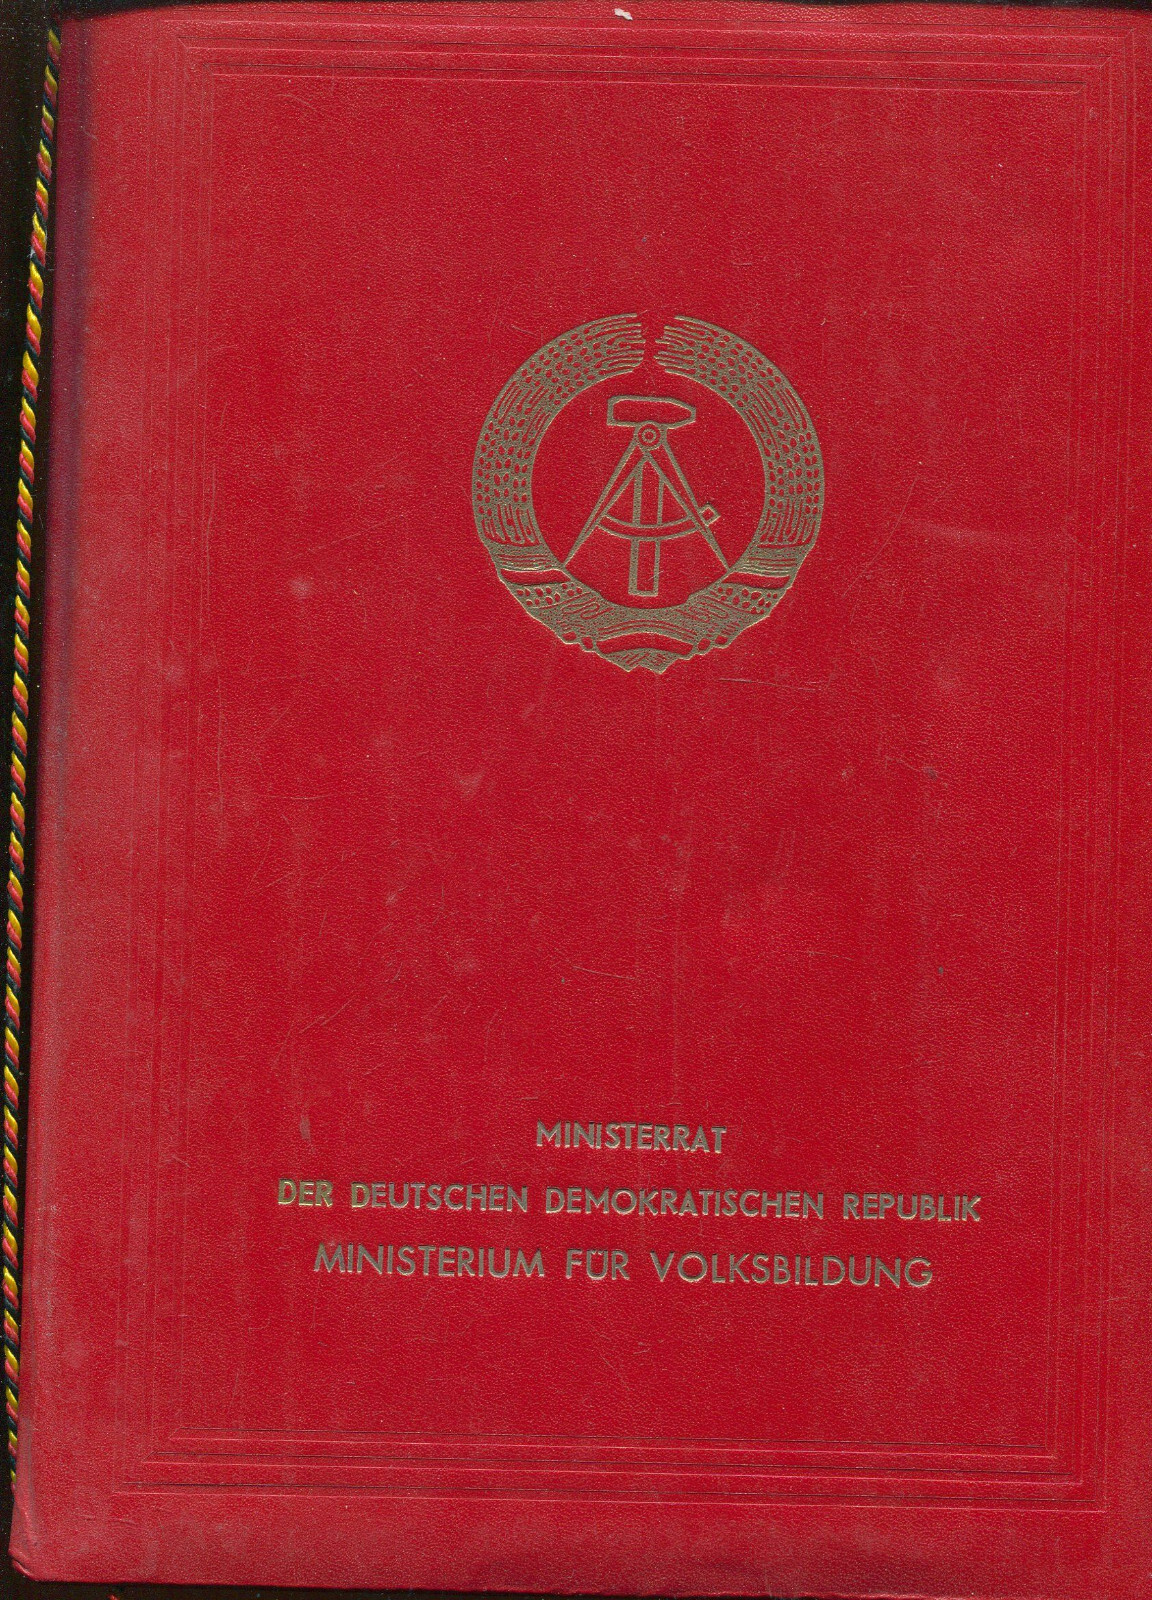 MINISTERRAT
DER DEUTSCHEN DEMOKRATISCHEN REPUBLIK
MINISTERIUM FÜR VOLKSBILDUNG